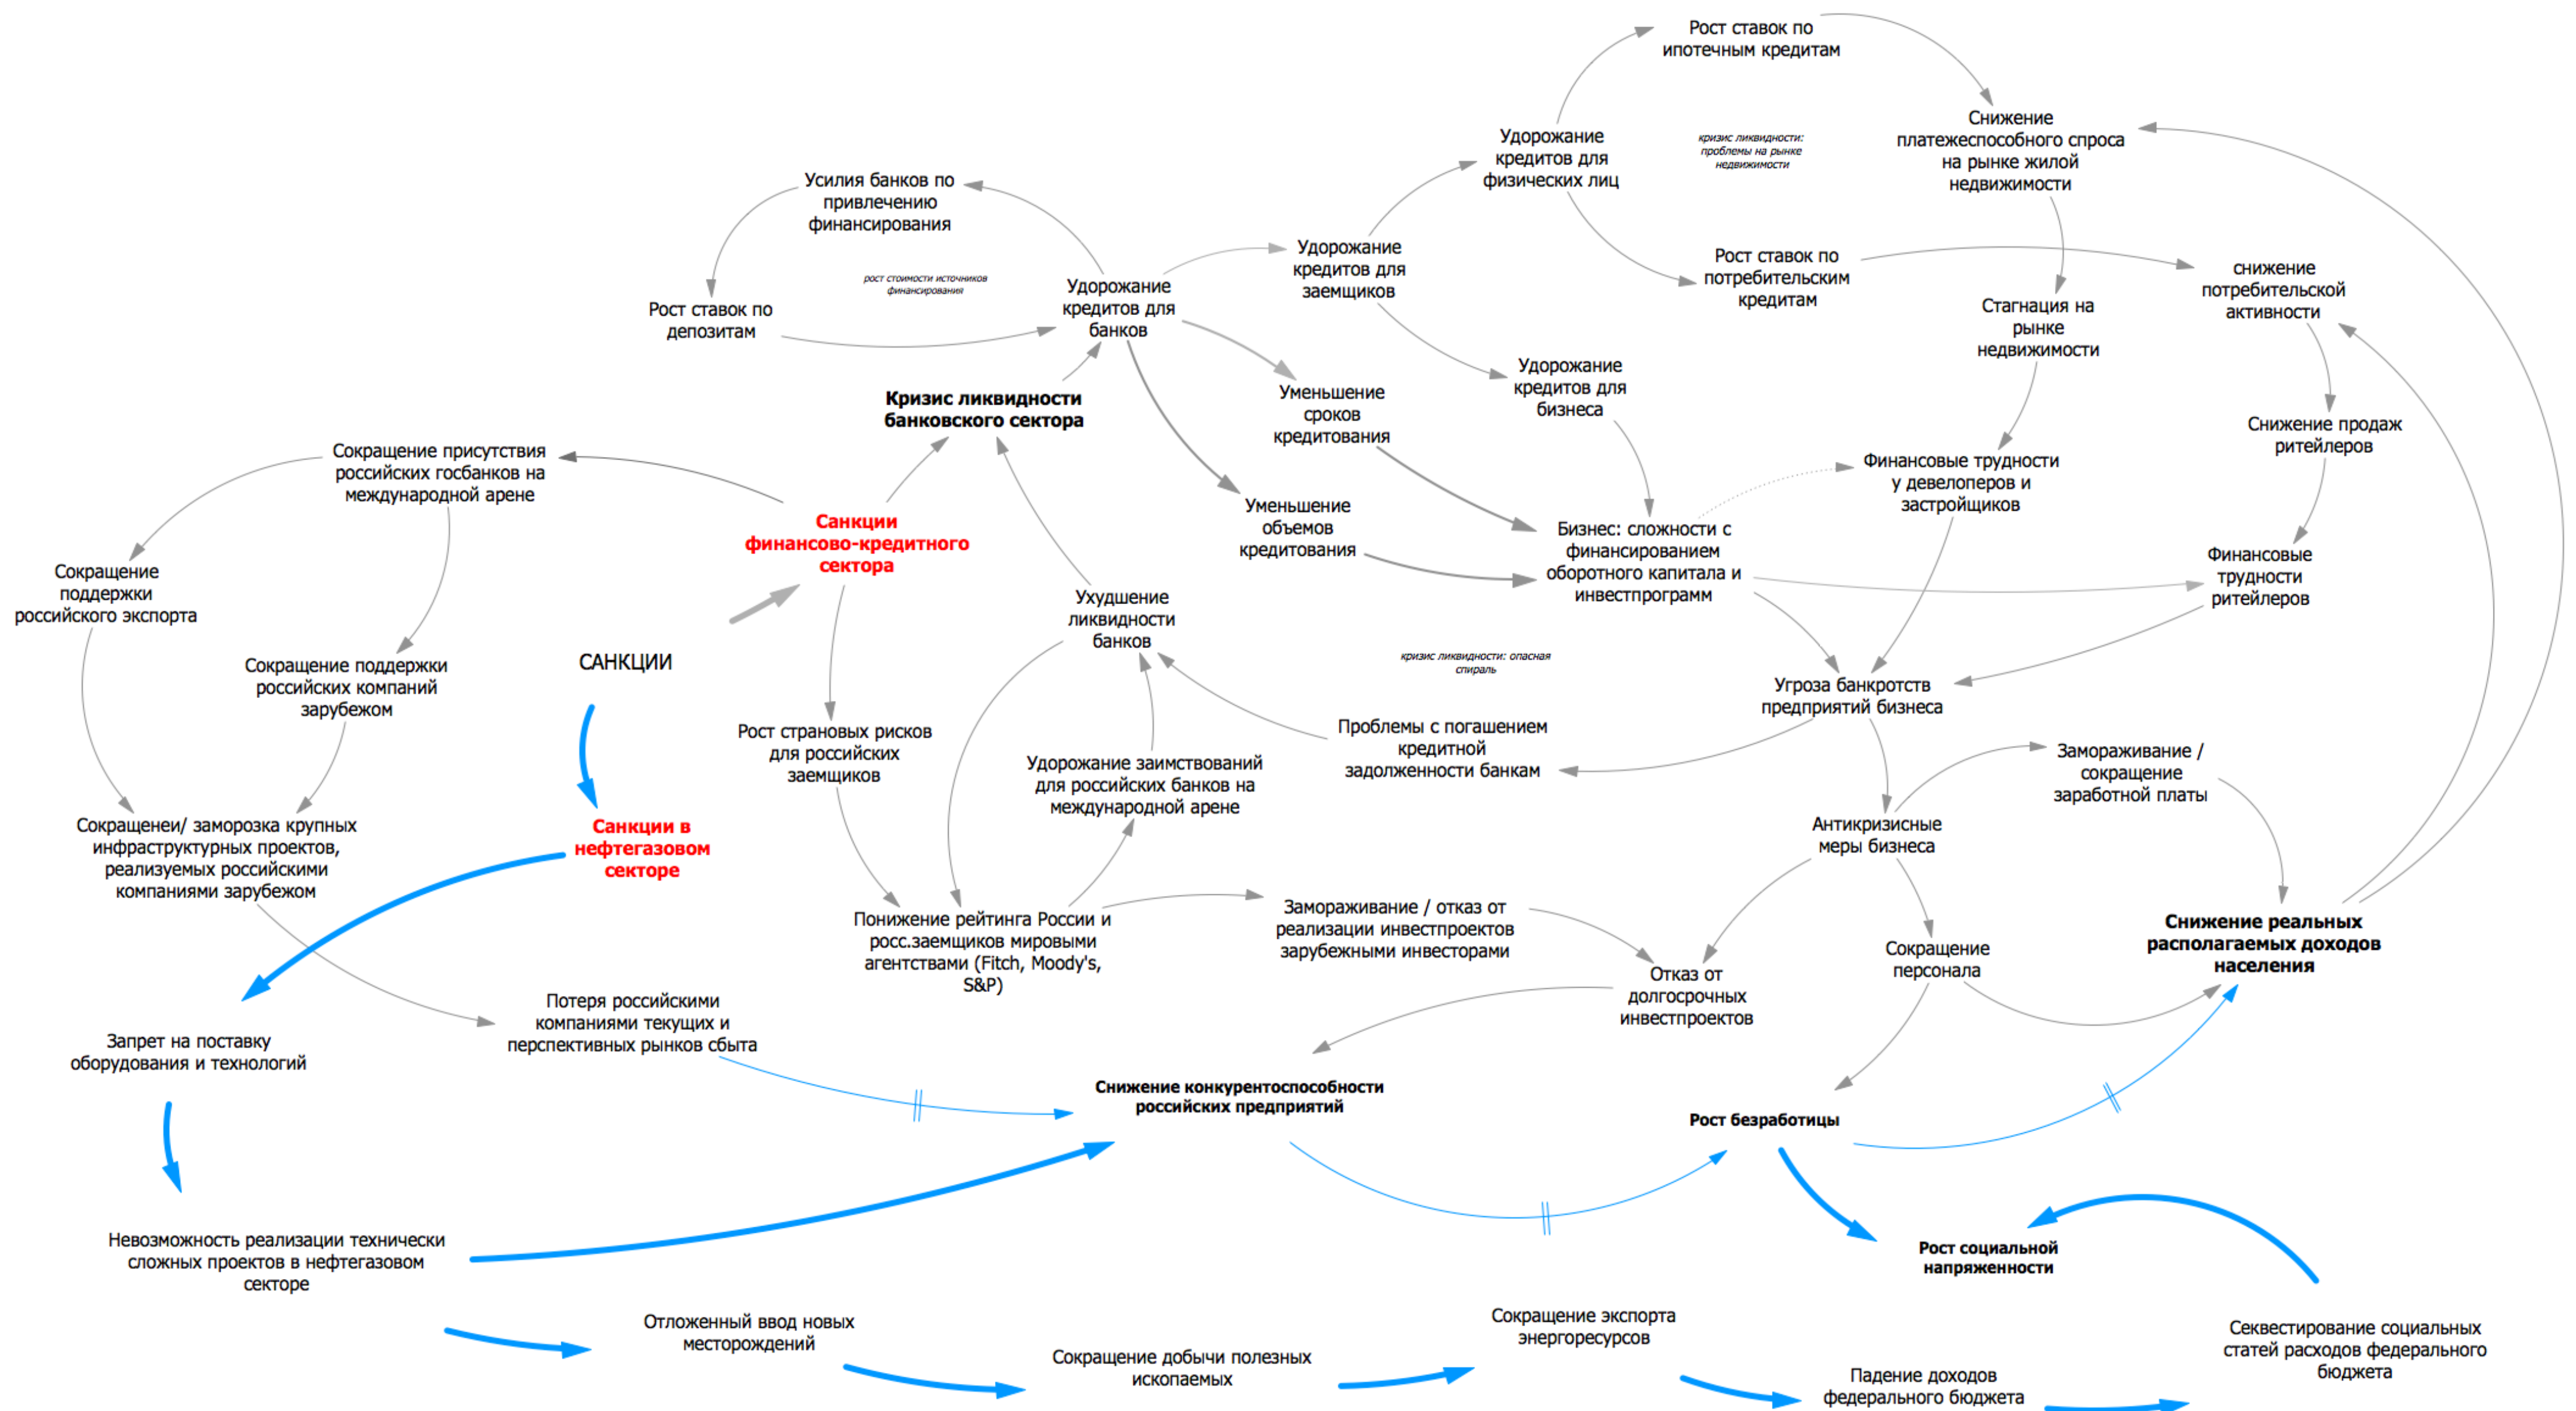 Рост ставок по
ипотечным кредитам
Снижение
платежеспособного спроса
на рынке жилой
недвижимости
Удорожание
кредитов для
физических лиц
кризис ликвидности:
проблемы на рынке
недвижимости
Усилия банков по
привлечению
финансирования
Удорожание
кредитов для
заемщиков
Рост ставок по
потребительским
кредитам
снижение
потребительской
активности
рост стоимости источников
финансирования
Удорожание
кредитов для
банков
Рост ставок по
депозитам
Стагнация на
рынке
недвижимости
Удорожание
кредитов для
бизнеса
Кризис ликвидности
банковского сектора
Уменьшение
сроков
кредитования
Снижение продаж
ритейлеров
Сокращение присутствия
российских госбанков на
международной арене
Финансовые трудности
у девелоперов и
застройщиков
Санкции
финансово-кредитного
сектора
Уменьшение
объемов
кредитования
Бизнес: сложности с
финансированием
оборотного капитала и
инвестпрограмм
Финансовые
трудности
ритейлеров
Сокращение
поддержки
российского экспорта
Ухудшение
ликвидности
банков
САНКЦИИ
Сокращение поддержки
российских компаний
зарубежом
кризис ликвидности: опасная
спираль
Угроза банкротств
предприятий бизнеса
Рост страновых рисков
для российских
заемщиков
Проблемы с погашением
кредитной
задолженности банкам
Удорожание заимствований
для российских банков на
международной арене
Замораживание /
сокращение
заработной платы
Сокращенеи/ заморозка крупных
инфраструктурных проектов,
реализуемых российскими
компаниями зарубежом
Санкции в
нефтегазовом
секторе
Антикризисные
меры бизнеса
Понижение рейтинга России и
росс.заемщиков мировыми
агентствами (Fitch, Moody's,
S&P)
Замораживание / отказ от
реализации инвестпроектов
зарубежными инвесторами
Сокращение
персонала
Снижение реальных
располагаемых доходов
населения
Отказ от
долгосрочных
инвестпроектов
Потеря российскими
компаниями текущих и
перспективных рынков сбыта
Запрет на поставку
оборудования и технологий
Снижение конкурентоспособности
российских предприятий
Рост безработицы
Невозможность реализации технически
сложных проектов в нефтегазовом
секторе
Рост социальной
напряженности
Отложенный ввод новых
месторождений
Сокращение добычи полезных
ископаемых
Сокращение экспорта
энергоресурсов
Падение доходов
федерального бюджета
Секвестирование социальных
статей расходов федерального
бюджета